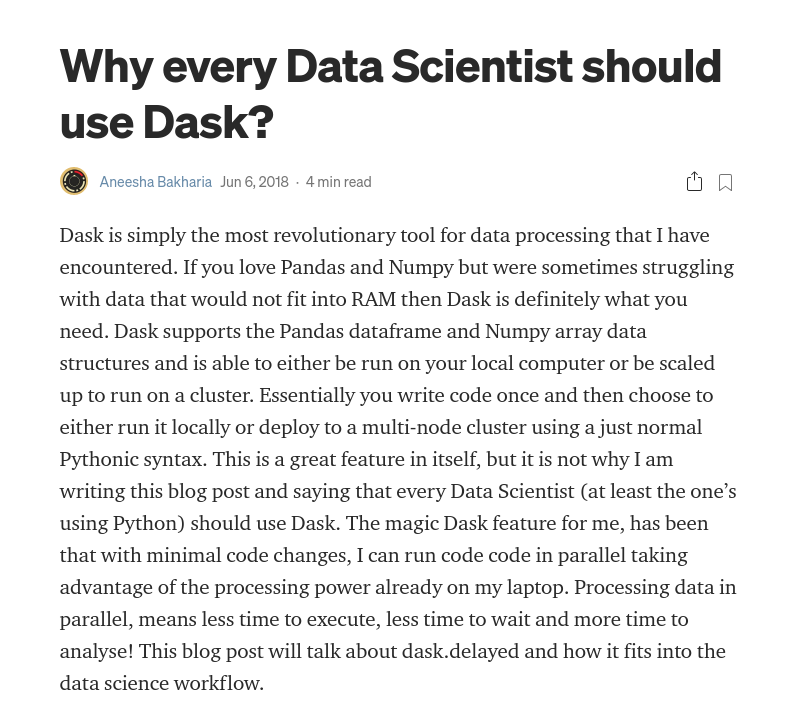 Why every Data Scientist should
use Dask?
Aneesha Bakharia Jun 6, 2018 · 4 min read
Dask is simply the most revolutionary tool for data processing that I have
encountered. If you love Pandas and Numpy but were sometimes struggling
with data that would not fit into RAM then Dask is definitely what you
need. Dask supports the Pandas dataframe and Numpy array data
structures and is able to either be run on your local computer or be scaled
up to run on a cluster. Essentially you write code once and then choose to
either run it locally or deploy to a multi-node cluster using a just normal
Pythonic syntax. This is a great feature in itself, but it is not why I am
writing this blog post and saying that every Data Scientist (at least the one’s
using Python) should use Dask. The magic Dask feature for me, has been
that with minimal code changes, I can run code code in parallel taking
advantage of the processing power already on my laptop. Processing data in
parallel, means less time to execute, less time to wait and more time to
analyse! This blog post will talk about dask.delayed and how it fits into the
data science workflow.